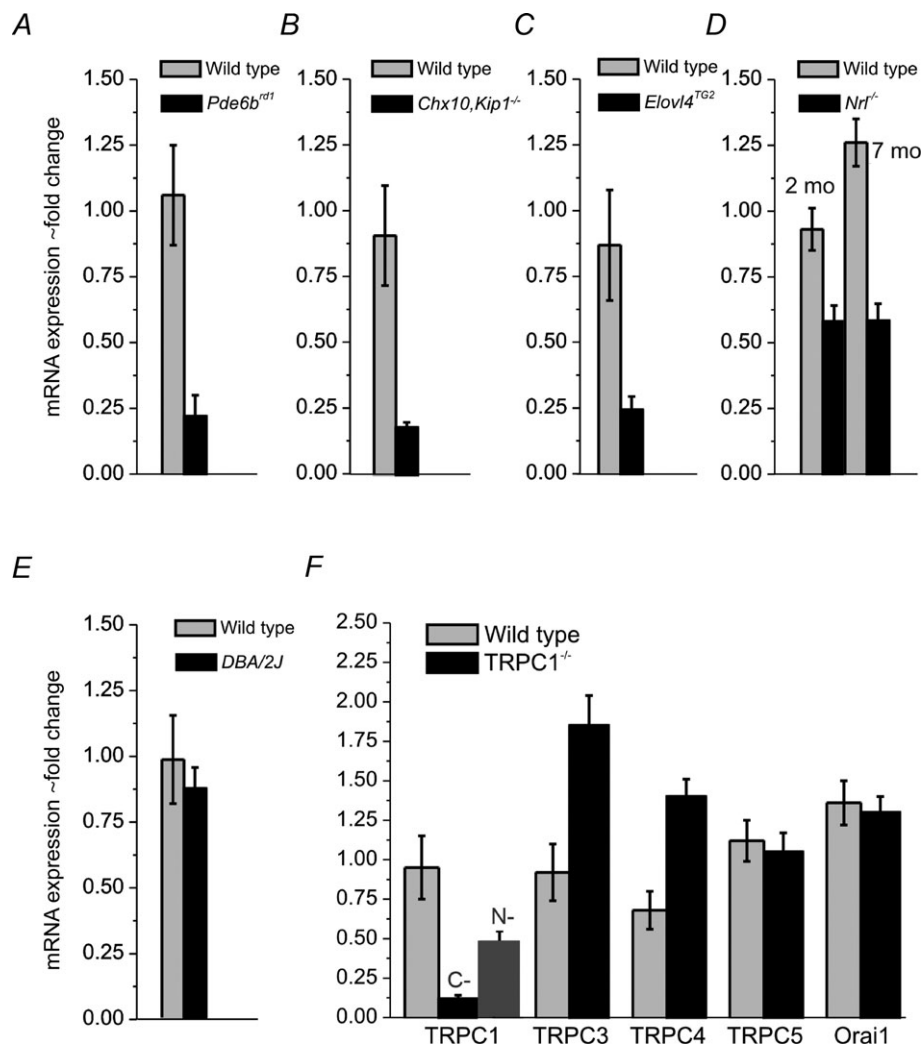 A
B
C
D
Wild type
Pde6b^rd1
Wild type
Chx10,Kip1^-/-
Wild type
Elovl4^TG2
Wild type
Nrl^-/-
mRNA expression ~fold change
1.50
1.25
1.00
0.75
0.50
0.25
0.00
1.50
1.25
1.00
0.75
0.50
0.25
0.00
1.50
1.25
1.00
0.75
0.50
0.25
0.00
1.50
1.25
1.00
0.75
0.50
0.25
0.00
2 mo
7 mo
E
F
mRNA expression ~fold change
1.50
1.25
1.00
0.75
0.50
0.25
0.00
Wild type
DBA/2J
2.50
2.25
2.00
1.75
1.50
1.25
1.00
0.75
0.50
0.25
0.00
Wild type
TRPC1^-/-
C-
N-
TRPC1 TRPC3 TRPC4 TRPC5 Orai1